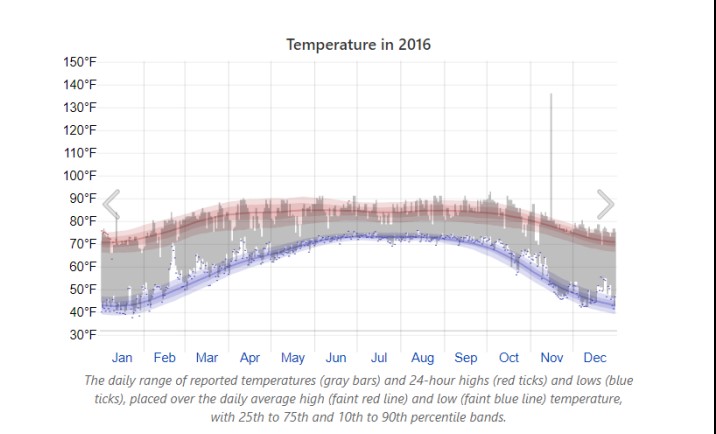 Temperature in 2016
150°F
140°F
130°F
120°F
110°F
100°F
90°F
80°F
70°F
60°F
50°F
40°F
30°F
Jan Feb Mar Apr May Jun Jul Aug Sep Oct Nov Dec
The daily range of reported temperatures (gray bars) and 24-hour highs (red ticks) and lows (blue
ticks), placed over the daily average high (faint red line) and low (faint blue line) temperature,
with 25th to 75th and 10th to 90th percentile bands.